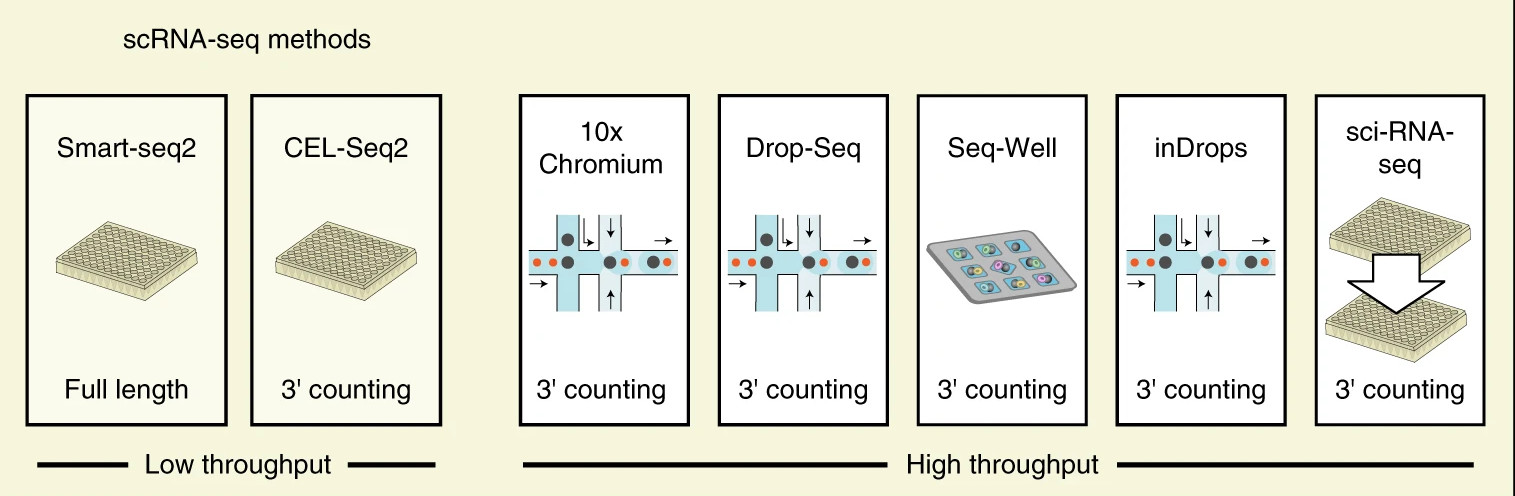 scRNA-seq methods
Smart-seq2
Full length
CEL-Seq2
3' counting
10x
Chromium
3' counting
Drop-Seq
3' counting
Seq-Well
3' counting
inDrops
3' counting
sci-RNA-
seq
3' counting
Low throughput
High throughput